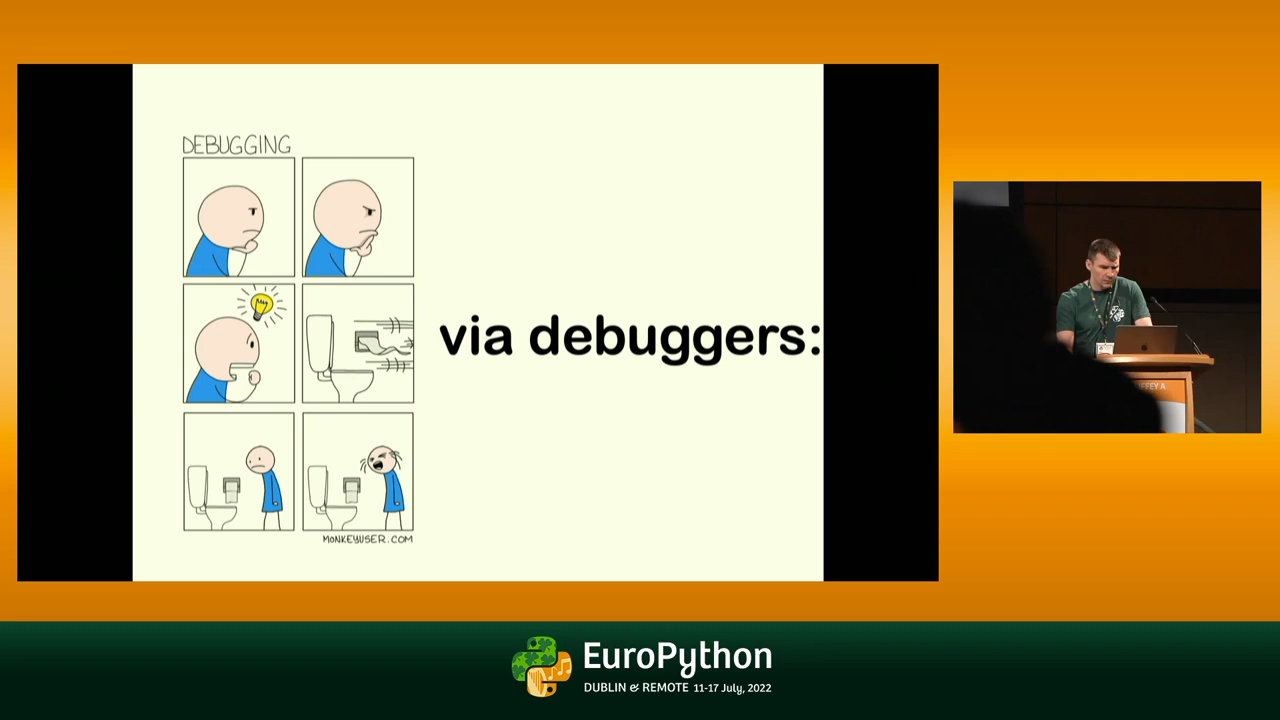 DEBUGGING
via debuggers:
MONKEYUSER.COM
EuroPython
DUBLIN & REMOTE 11-17 July, 2022